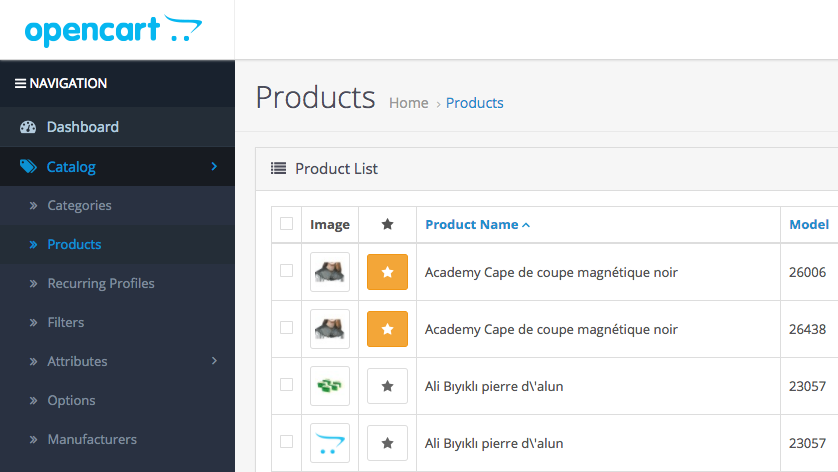 opencart
NAVIGATION
Dashboard
Catalog
Categories
Products
Recurring Profiles
Filters
Attributes
Options
Manufacturers
Products Home › Products
Product List
Image Product Name Model
Academy Cape de coupe magnétique noir 26006
Academy Cape de coupe magnétique noir 26438
Ali Bıyıklı pierre d\'alun 23057
Ali Bıyıklı pierre d\'alun 23057